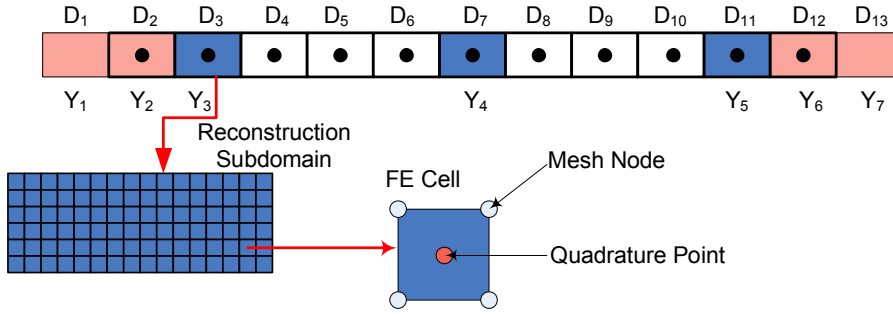 D1 D2 D3 D4 D5 D6 D7 D8 D9 D10 D11 D12 D13
Y1 Y2 Y3 Y4 Y5 Y6 Y7
Reconstruction
Subdomain
FE Cell
Mesh Node
Quadrature Point